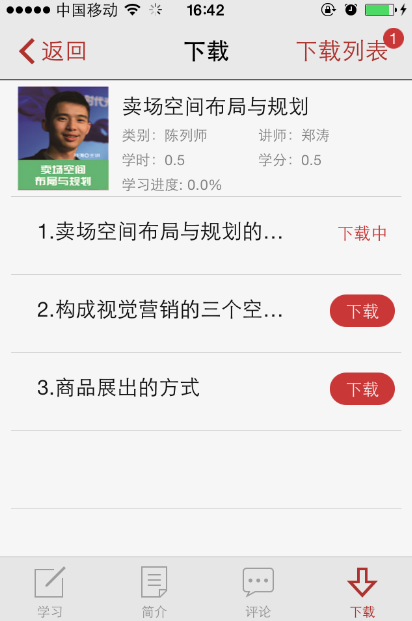 中国移动 16:42
返回 下载 下载列表 1
卖场空间布局与规划
类别: 陈列师 讲师: 郑涛
学时: 0.5 学分: 0.5
学习进度: 0.0%
卖场空间
布局与规划
1.卖场空间布局与规划的... 下载中
2.构成视觉营销的三个空... 下载
3.商品展出的方式 下载
学习 简介 评论 下载